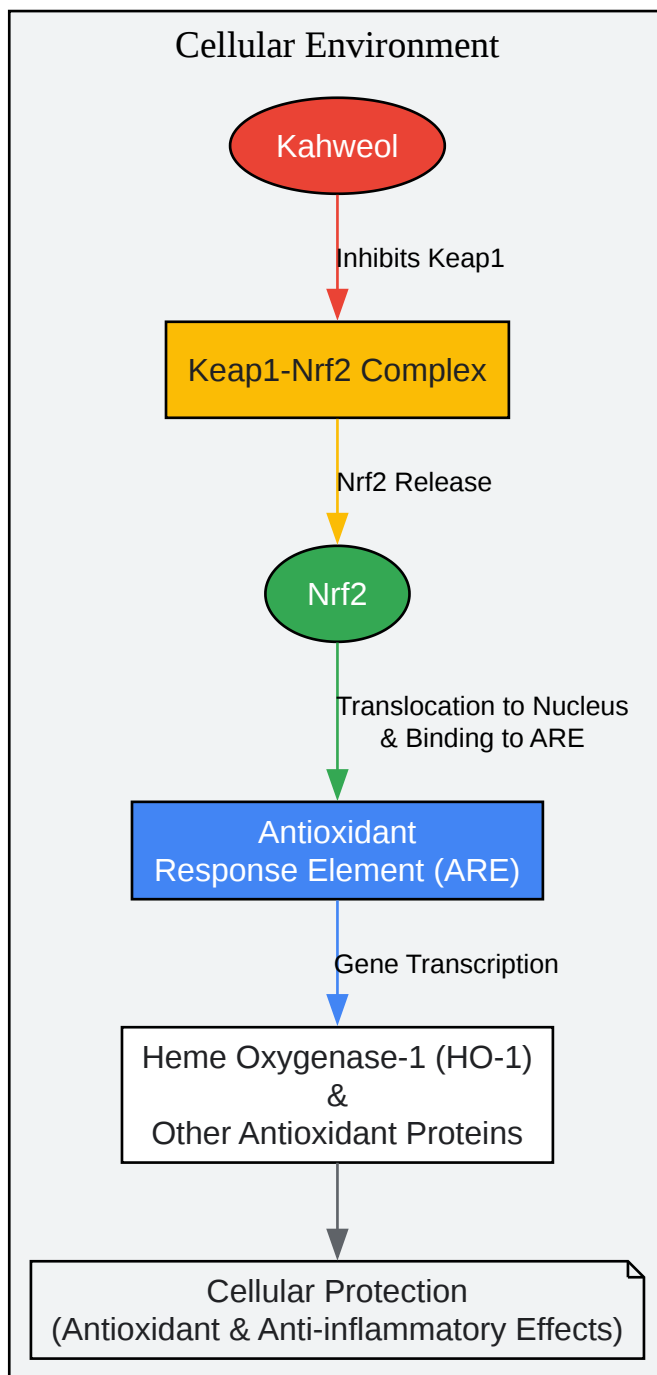 Cellular Environment
Kahweol
Inhibits Keap1
Keap1-Nrf2 Complex
Nrf2 Release
Nrf2
Translocation to Nucleus
& Binding to ARE
Antioxidant
Response Element (ARE)
Gene Transcription
Heme Oxygenase-1 (HO-1)
&
Other Antioxidant Proteins
Cellular Protection
(Antioxidant & Anti-inflammatory Effects)